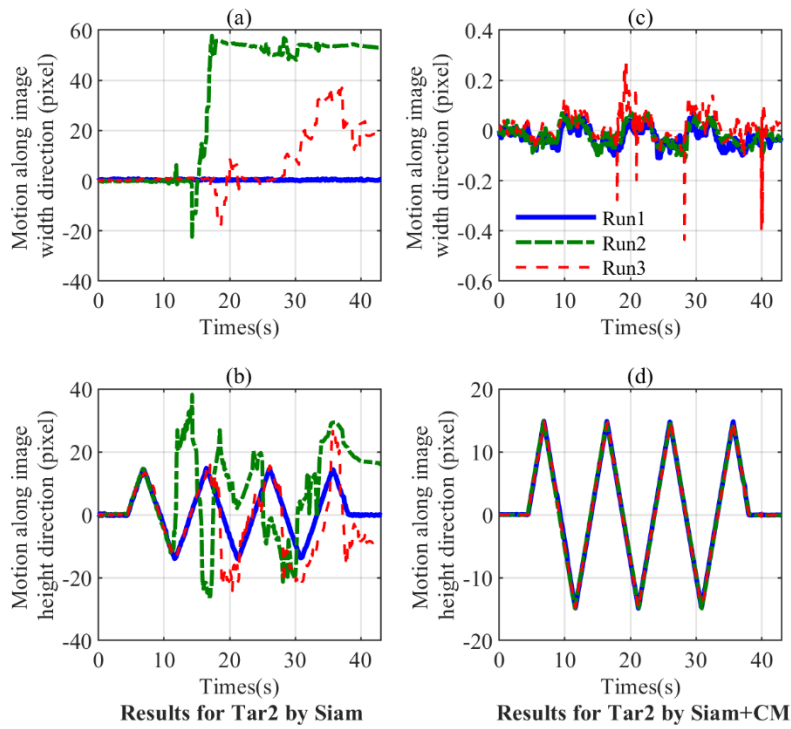 (a)
60
40
20
0
-20
-40
0 10 20 30 40
Times(s)
Motion along image
width direction (pixel)
(c)
0.4
0.2
0
-0.2
-0.4
-0.6
0 10 20 30 40
Times(s)
Motion along image
width direction (pixel)
Run1
Run2
Run3
(b)
40
20
0
-20
-40
0 10 20 30 40
Times(s)
Motion along image
height direction (pixel)
Results for Tar2 by Siam
(d)
20
10
0
-10
-20
0 10 20 30 40
Times(s)
Motion along image
height direction (pixel)
Results for Tar2 by Siam+CM